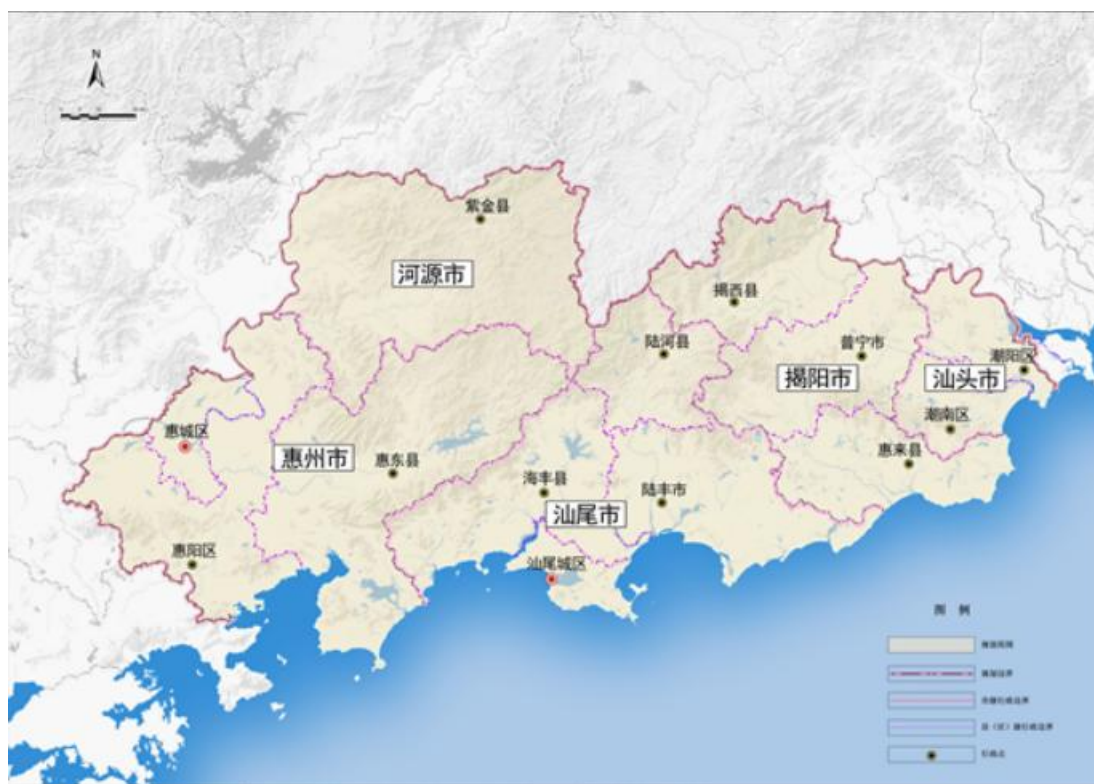 N
紫金县
河源市
揭西县
陆河县
普宁市
潮阳区
揭阳市
汕头市
潮南区
惠城区
惠州市
惠东县
惠来县
海丰县
陆丰市
汕尾市
惠阳区
汕尾城区
图 例